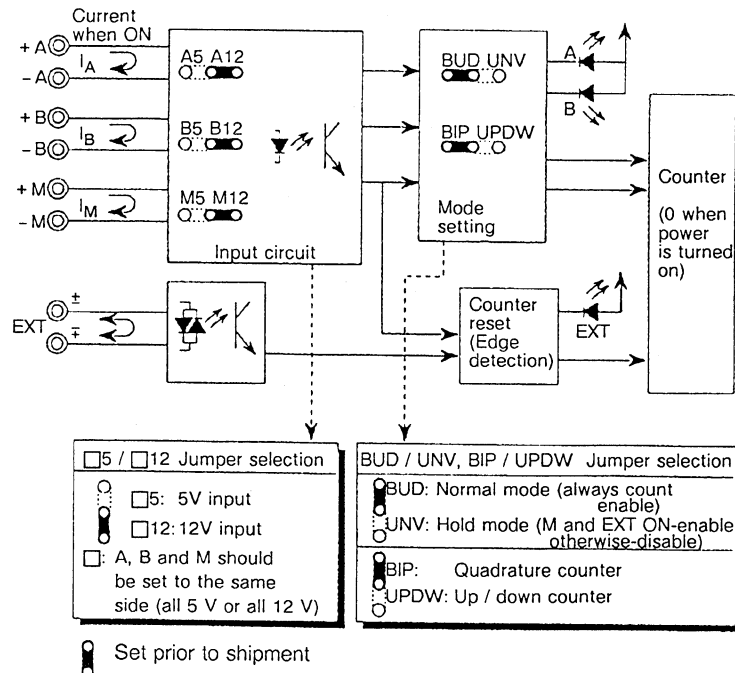 Current
when ON
+ A
I A
- A
+ B
I B
- B
+ M
I M
- M
A5 A12
B5 B12
M5 M12
Input circuit
BUD UNV
BIP UPDW
Mode
setting
A
B
Counter
(0 when
power
is turned
on)
±
EXT
∓
Counter
reset
(Edge
detection)
EXT
□5 / □12 Jumper selection
□5: 5V input
□12: 12V input
□: A, B and M should
be set to the same
side (all 5 V or all 12 V)
BUD / UNV, BIP / UPDW Jumper selection
BUD: Normal mode (always count
enable)
UNV: Hold mode (M and EXT ON-enable
otherwise-disable)
BIP: Quadrature counter
UPDW: Up / down counter
Set prior to shipment